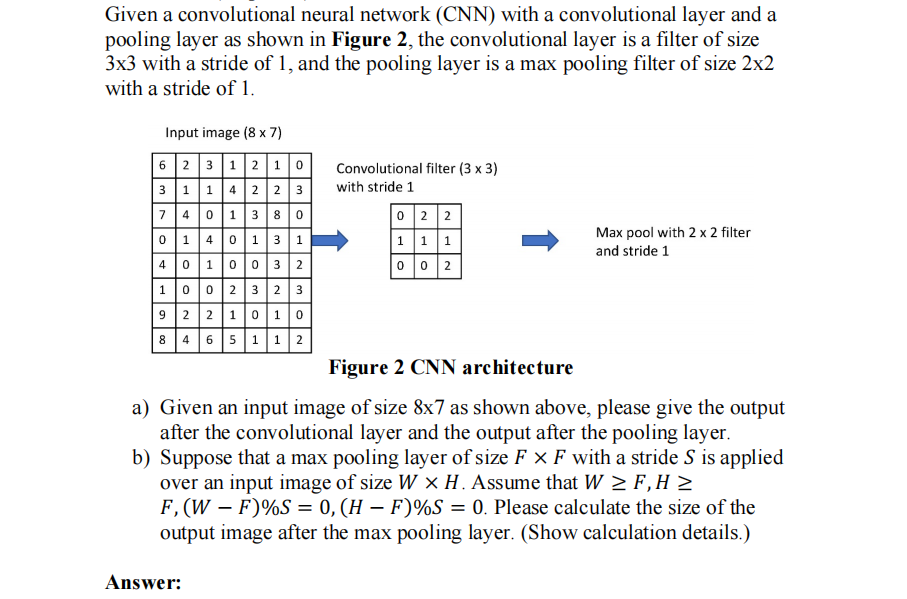 Given a convolutional neural network (CNN) with a convolutional layer and a
pooling layer as shown in Figure 2, the convolutional layer is a filter of size
3x3 with a stride of 1, and the pooling layer is a max pooling filter of size 2x2
with a stride of 1.
Input image (8 x 7)
6 2 3 1 2 1 0
3 1 1 4 2 2 3
7 4 0 1 3 8 0
0 1 4 0 1 3 1
4 0 1 0 0 3 2
1 0 0 2 3 2 3
9 2 2 1 0 1 0
8 4 6 5 1 1 2
Convolutional filter (3 x 3)
with stride 1
0 2 2
1 1 1
0 0 2
Max pool with 2 x 2 filter
and stride 1
Figure 2 CNN architecture
a) Given an input image of size 8x7 as shown above, please give the output
after the convolutional layer and the output after the pooling layer.
b) Suppose that a max pooling layer of size F × F with a stride S is applied
over an input image of size W × H. Assume that W ≥ F, H ≥
F, (W − F)%S = 0, (H − F)%S = 0. Please calculate the size of the
output image after the max pooling layer. (Show calculation details.)
Answer: